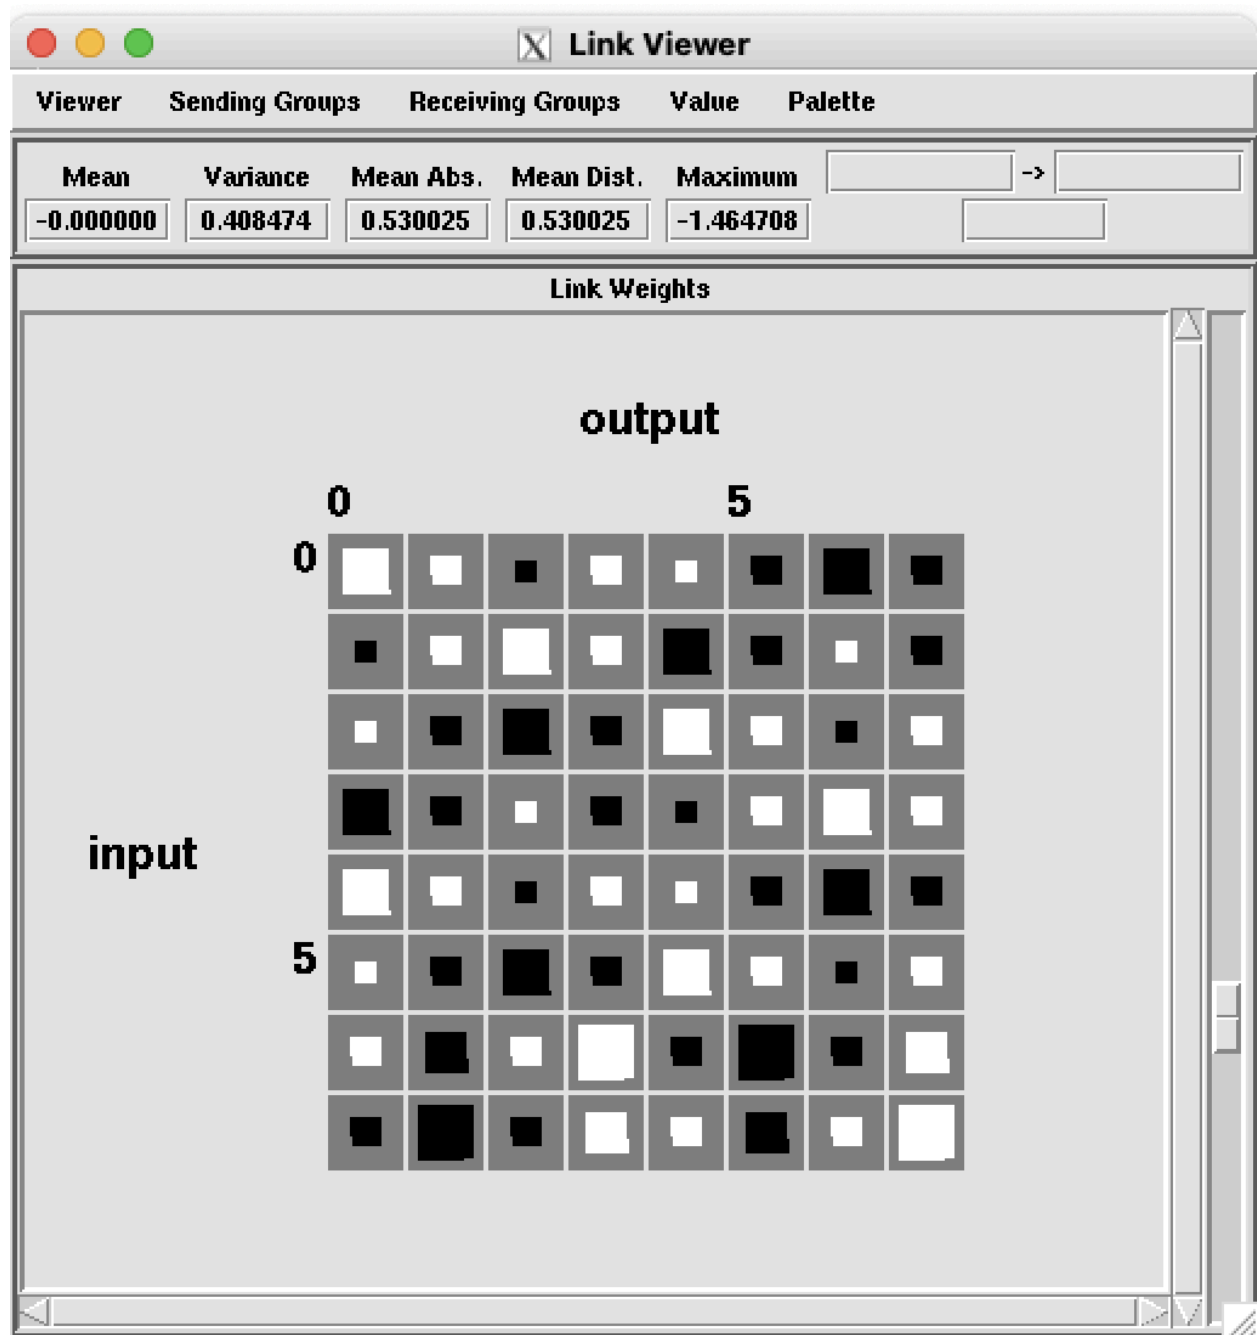 Link Viewer
Viewer Sending Groups Receiving Groups Value Palette
Mean Variance Mean Abs. Mean Dist. Maximum ->
-0.000000 0.408474 0.530025 0.530025 -1.464708
Link Weights
output
0 5
0
input
5